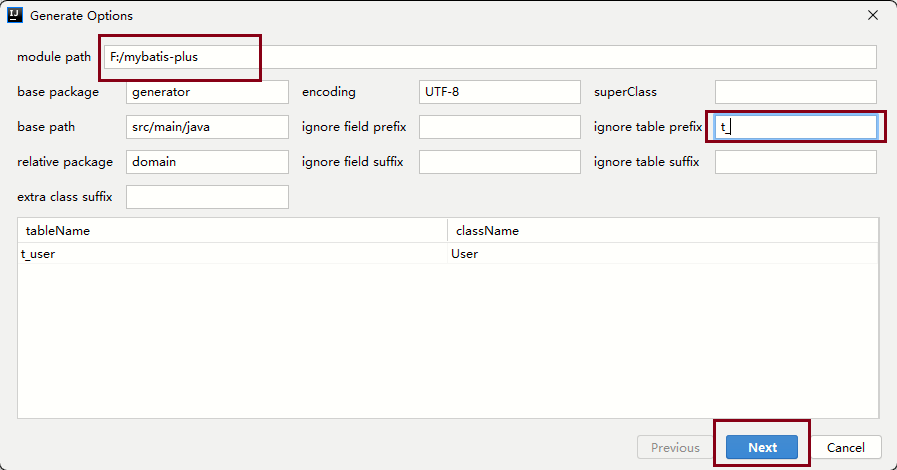 IJ Generate Options
module path F:/mybatis-plus
base package generator encoding UTF-8 superClass
base path src/main/java ignore field prefix ignore table prefix t_
relative package domain ignore field suffix ignore table suffix
extra class suffix
tableName className
t_user User
Previous Next Cancel